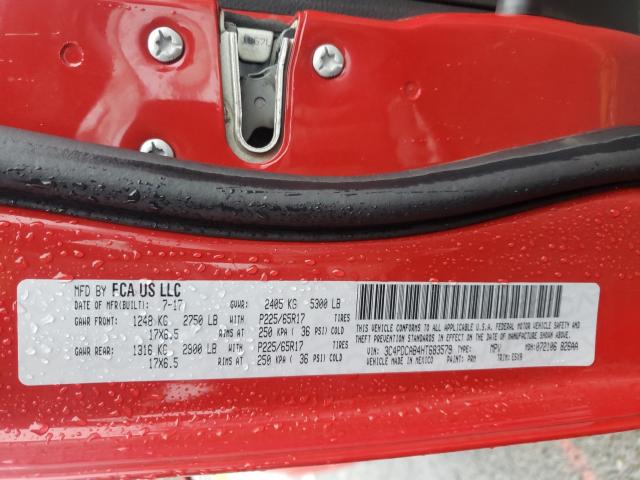 MFD BY FCA US LLC
DATE OF MFR(BUILT): 7-17 GVWR: 2405 KG 5300 LB
GAWR FRONT: 1248 KG 2750 LB WITH P225/65R17 TIRES
17X6.5 RIMS AT 250 KPA ( 36 PSI) COLD
GAWR REAR: 1316 KG 2900 LB WITH P225/65R17 TIRES
17X6.5 RIMS AT 250 KPA ( 36 PSI) COLD
THIS VEHICLE CONFORMS TO ALL APPLICABLE U.S.A. FEDERAL MOTOR VEHICLE SAFETY
AND THEFT PREVENTION STANDARDS IN EFFECT ON THE DATE OF MANUFACTURE SHOWN ABOVE.
VIN: 3C4PDCAB4HT683579 TYPE: MPV MDH: 072106 826AA
VEHICLE MADE IN MEXICO PAINT: PRM TRIM: E5X9